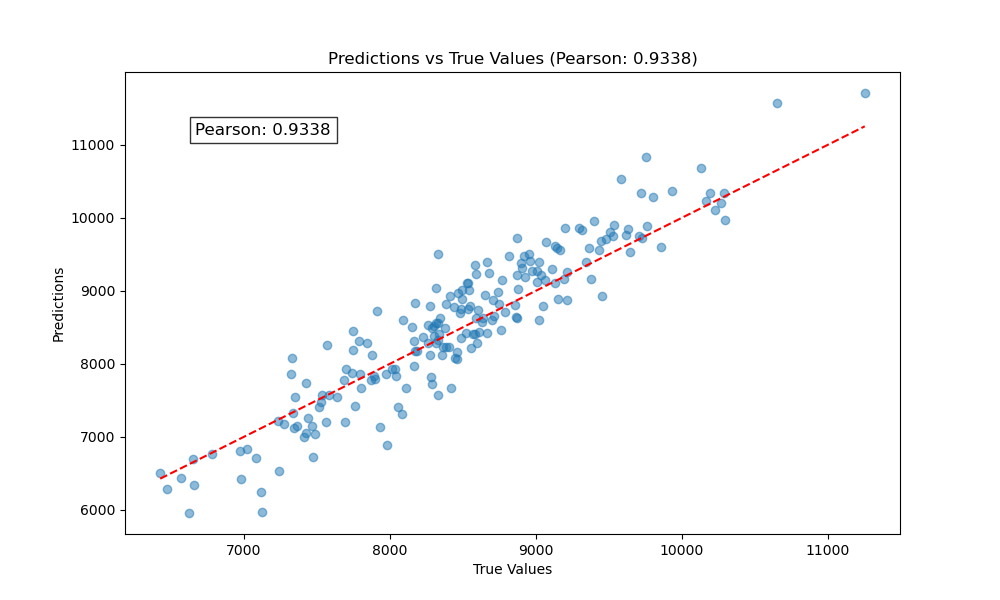 Predictions vs True Values (Pearson: 0.9338)
Pearson: 0.9338
11000
10000
9000
8000
7000
6000
Predictions
7000 8000 9000 10000 11000
True Values